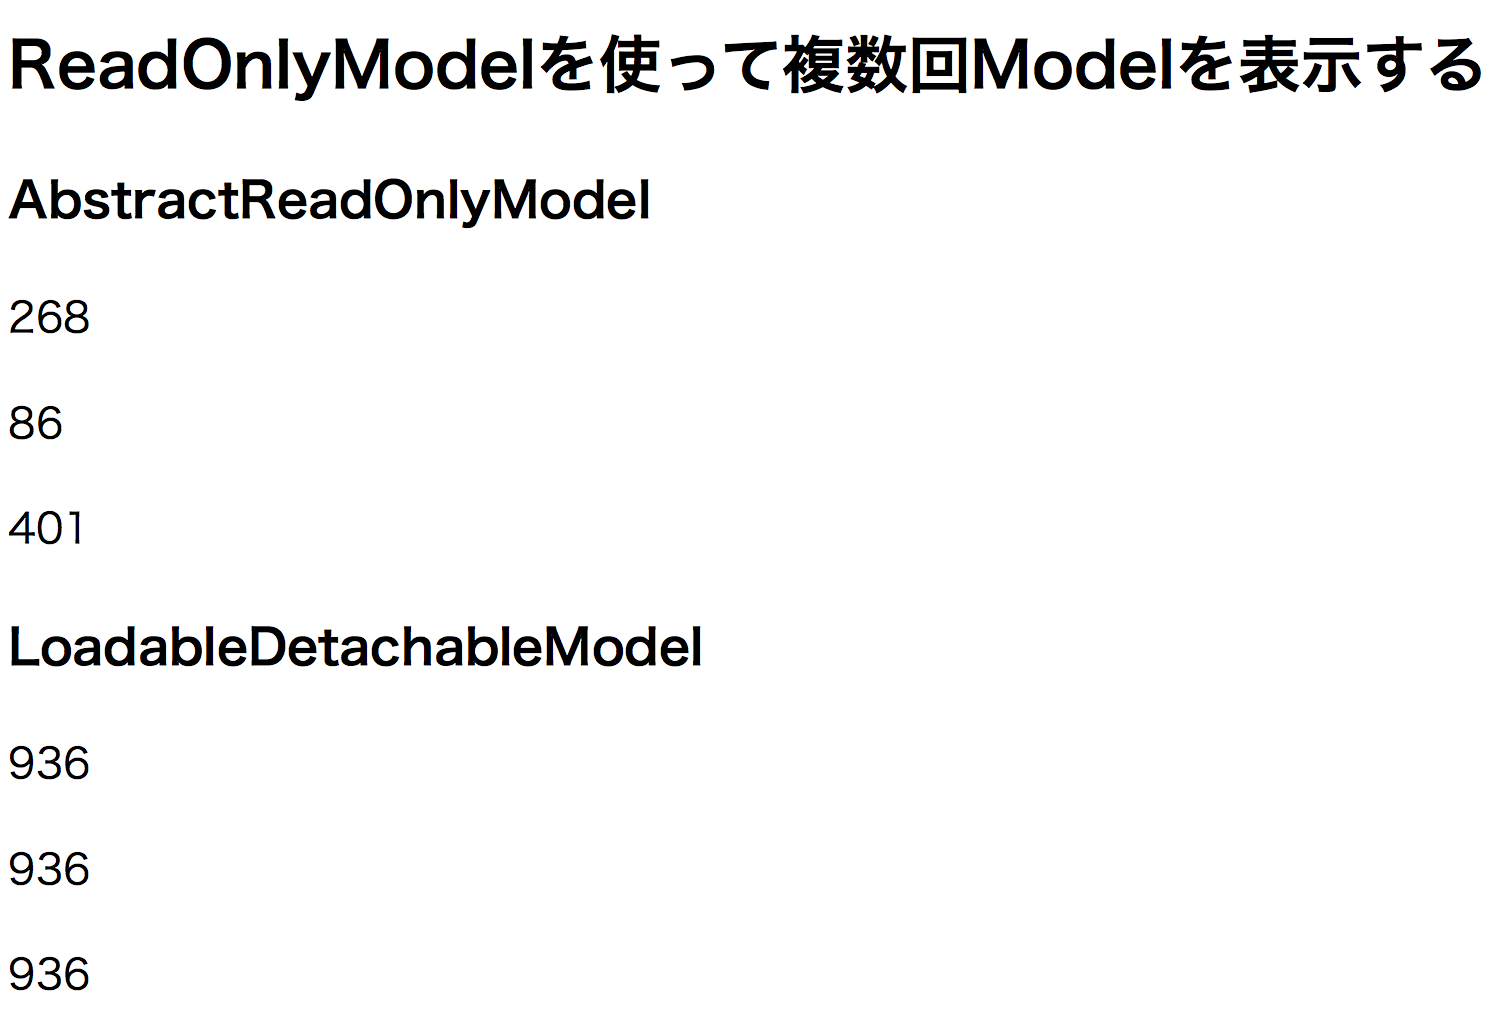 ReadOnlyModelを使って複数回Modelを表示する
AbstractReadOnlyModel
268
86
401
LoadableDetachableModel
936
936
936